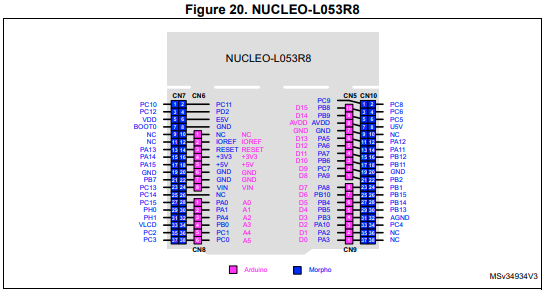 Figure 20. NUCLEO-L053R8
NUCLEO-L053R8
CN7 CN6 CN5 CN10
PC10 PC11 PC9 PC8
PC12 PD2 D15 PB8 PC6
VDD E5V D14 PB9 PC5
BOOT0 GND AVDD AVDD U5V
NC NC NC GND GND NC
NC IOREF IOREF D13 PA5 PA12
PA13 RESET RESET D12 PA6 PA11
PA14 +3V3 +3V3 D11 PA7 PB12
PA15 +5V +5V D10 PB6 PB11
GND GND GND D9 PC7 GND
PB7 GND GND D8 PA9 PB2
PC13 VIN VIN D7 PA8 PB1
PC14 NC D6 PB10 PB15
PC15 PA0 A0 D5 PB4 PB14
PH0 PA1 A1 D4 PB5 PB13
PH1 PA4 A2 D3 PB3 AGND
VLCD PB0 A3 D2 PA10 PC4
PC2 PC1 A4 D1 PA2 NC
PC3 PC0 A5 D0 PA3 NC
CN8 CN9
Arduino Morpho
MSv34934V3